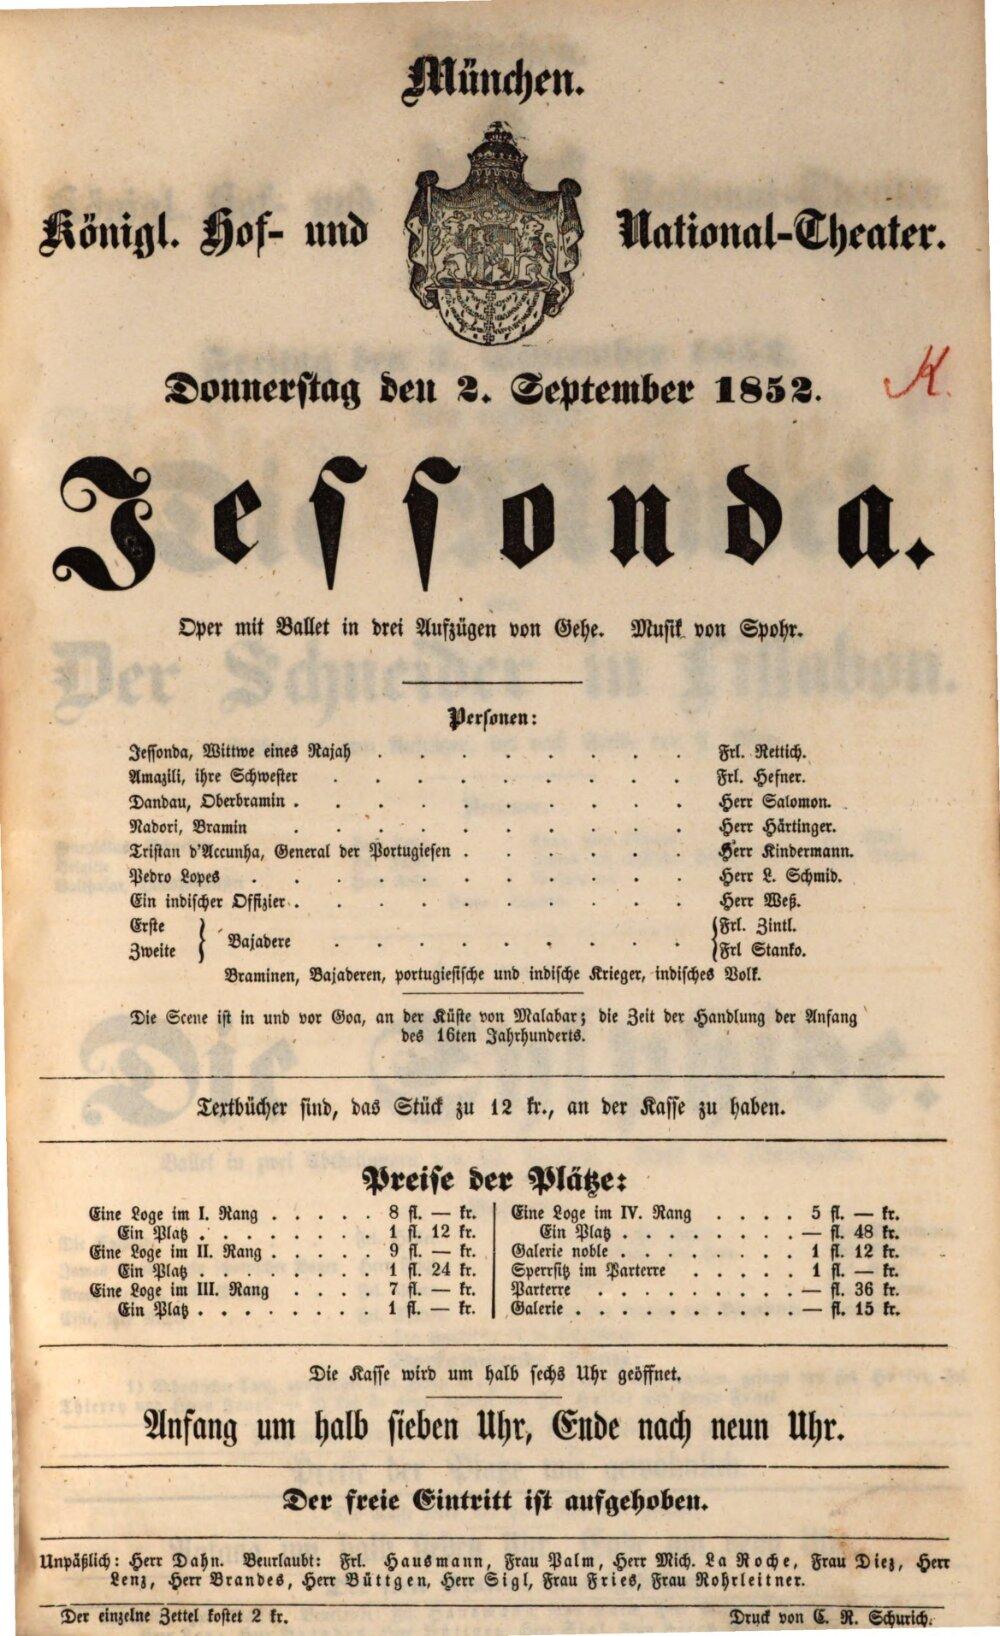 München.
Königl. Hof- und National-Theater.
Donnerstag den 2. September 1852.
K.
Jessonda.
Oper mit Ballet in drei Aufzügen von Gehe. Musik von Spohr.
Personen:
Jessonda, Wittwe eines Rajah . . . . . . . Frl. Rettich.
Amazili, ihre Schwester . . . . . . . . Frl. Hefner.
Dandau, Oberbramin . . . . . . . . Herr Salomon.
Nadori, Bramin . . . . . . . . . Herr Härtinger.
Tristan d'Accunha, General der Portugiesen . . . . . . Herr Kindermann.
Pedro Lopes . . . . . . . . . . Herr L. Schmid.
Ein indischer Offizier . . . . . . . . . Herr Weß.
Erste } Bajadere . . . . . . . . { Frl. Zintl.
Zweite } { Frl Stanko.
Braminen, Bajaderen, portugiesische und indische Krieger, indisches Volk.
Die Scene ist in und vor Goa, an der Küste von Malabar; die Zeit der Handlung der Anfang
des 16ten Jahrhunderts.
Textbücher sind, das Stück zu 12 kr., an der Kasse zu haben.
Preise der Plätze:
Eine Loge im I. Rang . . . . . 8 fl. — kr.
Ein Platz . . . . . . . . 1 fl. 12 kr.
Eine Loge im II. Rang . . . . . 9 fl. — kr.
Ein Platz . . . . . . . . 1 fl. 24 kr.
Eine Loge im III. Rang . . . . 7 fl. — kr.
Ein Platz . . . . . . . . 1 fl. — kr.
Eine Loge im IV. Rang . . . . 5 fl. — kr.
Ein Platz . . . . . . . . — fl. 48 kr.
Galerie noble . . . . . . . . 1 fl. 12 kr.
Sperrsitz im Parterre . . . . . 1 fl. — kr.
Parterre . . . . . . . . . — fl. 36 kr.
Galerie . . . . . . . . . . — fl. 15 kr.
Die Kasse wird um halb sechs Uhr geöffnet.
Anfang um halb sieben Uhr, Ende nach neun Uhr.
Der freie Eintritt ist aufgehoben.
Unpäßlich: Herr Dahn. Beurlaubt: Frl. Hausmann, Frau Palm, Herr Mich. La Roche, Frau Diez, Herr
Lenz, Herr Brandes, Herr Büttgen, Herr Sigl, Frau Fries, Frau Rohrleitner.
Der einzelne Zettel kostet 2 kr. Druck von C. R. Schurich.